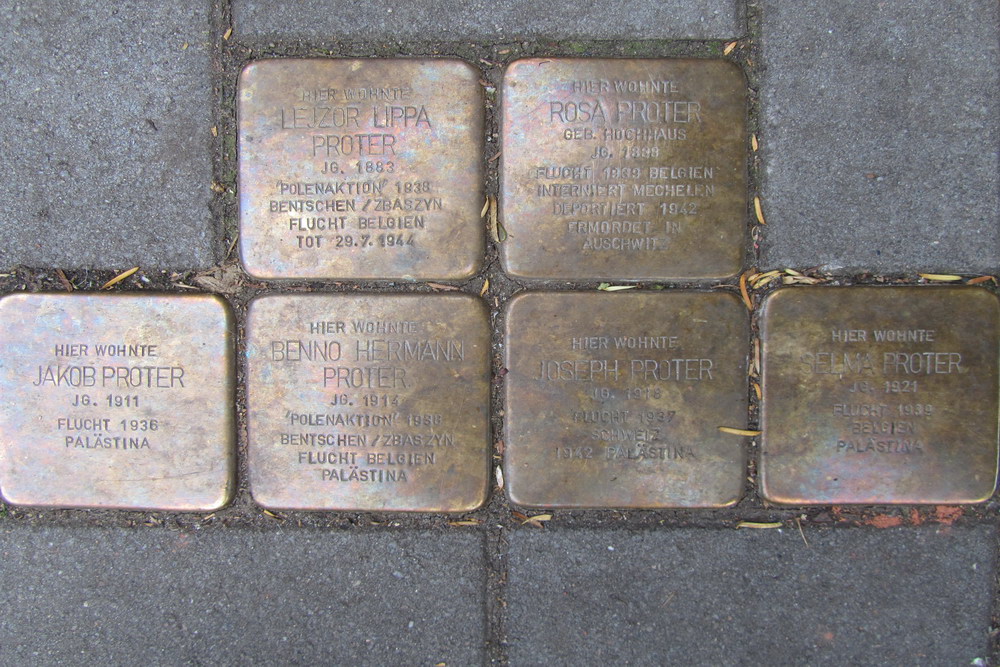 HIER WOHNTE
LEJZOR LIPPA
PROTER
JG. 1883
'POLENAKTION' 1938
BENTSCHEN/ZBASZYN
FLUCHT BELGIEN
TOT 29.7.1944
HIER WOHNTE
ROSA PROTER
GEB. HOCHHAUS
JG.
FLUCHT 1939 BELGIEN
INTERNIERT MECHELEN
DEPORTIERT 1942
ERMORDET IN
AUSCHWITZ
HIER WOHNTE
JAKOB PROTER
JG. 1911
FLUCHT 1936
PALÄSTINA
HIER WOHNTE
BENNO HERMANN
PROTER
JG. 1914
'POLENAKTION' 1938
BENTSCHEN/ZBASZYN
FLUCHT BELGIEN
PALÄSTINA
HIER WOHNTE
JOSEPH PROTER
JG.
FLUCHT 1937
SCHWEIZ
1942 PALÄSTINA
HIER WOHNTE
SELMA PROTER
JG. 1921
FLUCHT 1939
BELGIEN
PALÄSTINA